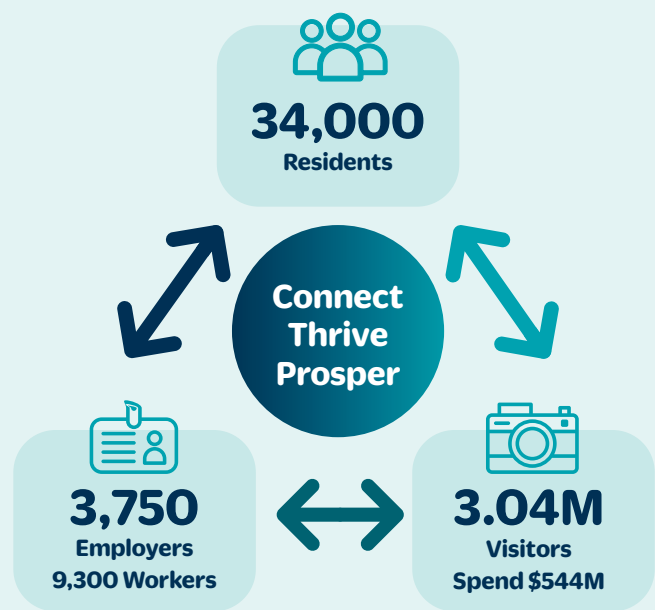 34,000
Residents
Connect
Thrive
Prosper
3,750
Employers
9,300 Workers
3.04M
Visitors
Spend $544M